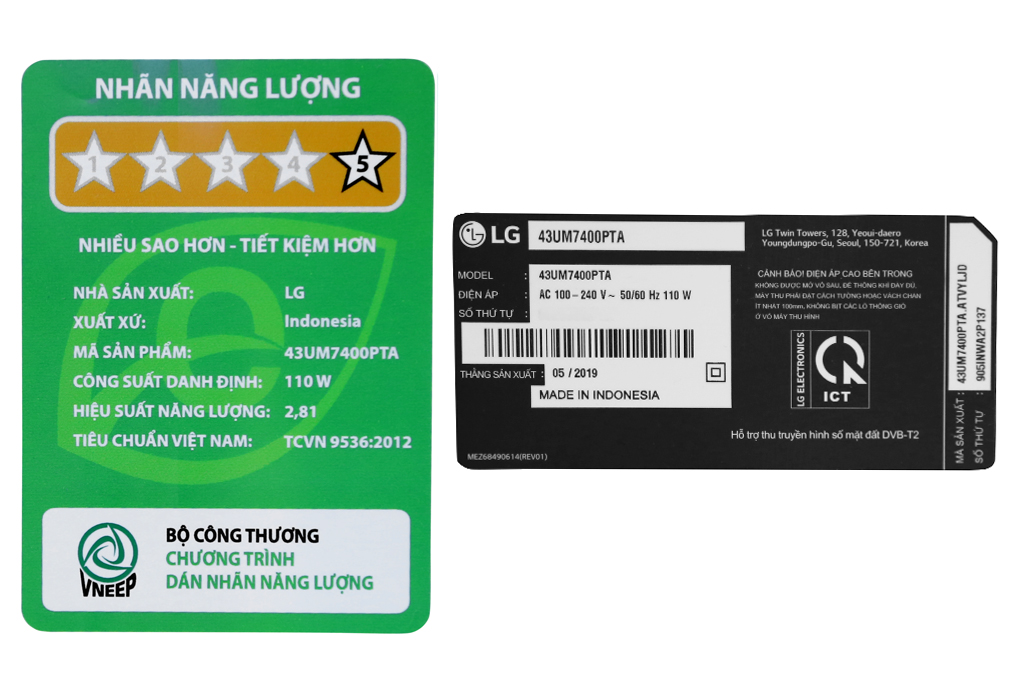 NHÃN NĂNG LƯỢNG
1 2 3 4 5
NHIỀU SAO HƠN - TIẾT KIỆM HƠN
NHÀ SẢN XUẤT: LG
XUẤT XỨ: Indonesia
MÃ SẢN PHẨM: 43UM7400PTA
CÔNG SUẤT DANH ĐỊNH: 110 W
HIỆU SUẤT NĂNG LƯỢNG: 2,81
TIÊU CHUẨN VIỆT NAM: TCVN 9536:2012
VNEEP
BỘ CÔNG THƯƠNG
CHƯƠNG TRÌNH
DÁN NHÃN NĂNG LƯỢNG
LG 43UM7400PTA
MODEL : 43UM7400PTA
ĐIỆN ÁP : AC 100 – 240 V ~ 50/60 Hz 110 W
SỐ THỨ TỰ :
THÁNG SẢN XUẤT : 05 / 2019
MADE IN INDONESIA
MEZ68490614(REV01)
LG Twin Towers, 128, Yeoui-daero
Youngdungpo-Gu, Seoul, 150-721, Korea
CẢNH BÁO! ĐIỆN ÁP CAO BÊN TRONG
KHÔNG ĐƯỢC MỞ VỎ SAU, ĐỂ THÔNG KHÍ ĐẦY ĐỦ,
MÁY THU PHẢI ĐẶT CÁCH TƯỜNG HOẶC VÁCH CHẮN
ÍT NHẤT 100mm, KHÔNG BỊT CÁC LỖ THÔNG GIÓ
Ở VỎ MÁY THU HÌNH
LG ELECTRONICS
ICT
Hỗ trợ thu truyền hình số mặt đất DVB-T2
MÃ SẢN XUẤT : 43UM7400PTA.ATVYLJD
SỐ THỨ TỰ : 905INWA2P137